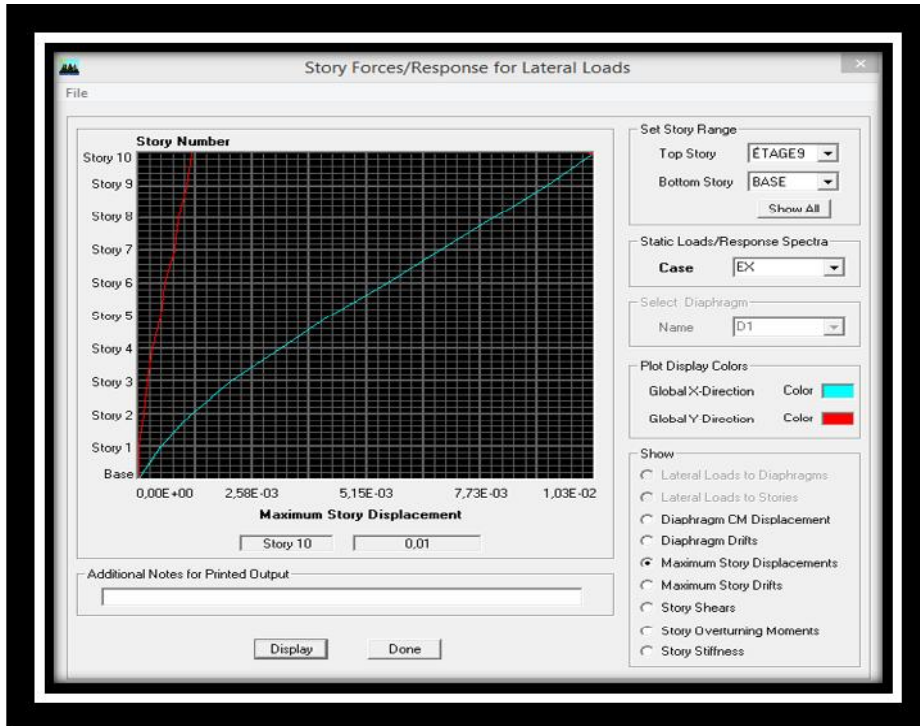 Story Forces/Response for Lateral Loads
File
Story Number
Story 10
Story 9
Story 8
Story 7
Story 6
Story 5
Story 4
Story 3
Story 2
Story 1
Base
0,00E+00 2,58E-03 5,15E-03 7,73E-03 1,03E-02
Maximum Story Displacement
Story 10 0,01
Additional Notes for Printed Output
Display Done
Set Story Range
Top Story ÉTAGE9
Bottom Story BASE
Show All
Static Loads/Response Spectra
Case EX
Select Diaphragm
Name D1
Plot Display Colors
Global X-Direction Color
Global Y-Direction Color
Show
Lateral Loads to Diaphragms
Lateral Loads to Stories
Diaphragm CM Displacement
Diaphragm Drifts
Maximum Story Displacements
Maximum Story Drifts
Story Shears
Story Overturning Moments
Story Stiffness